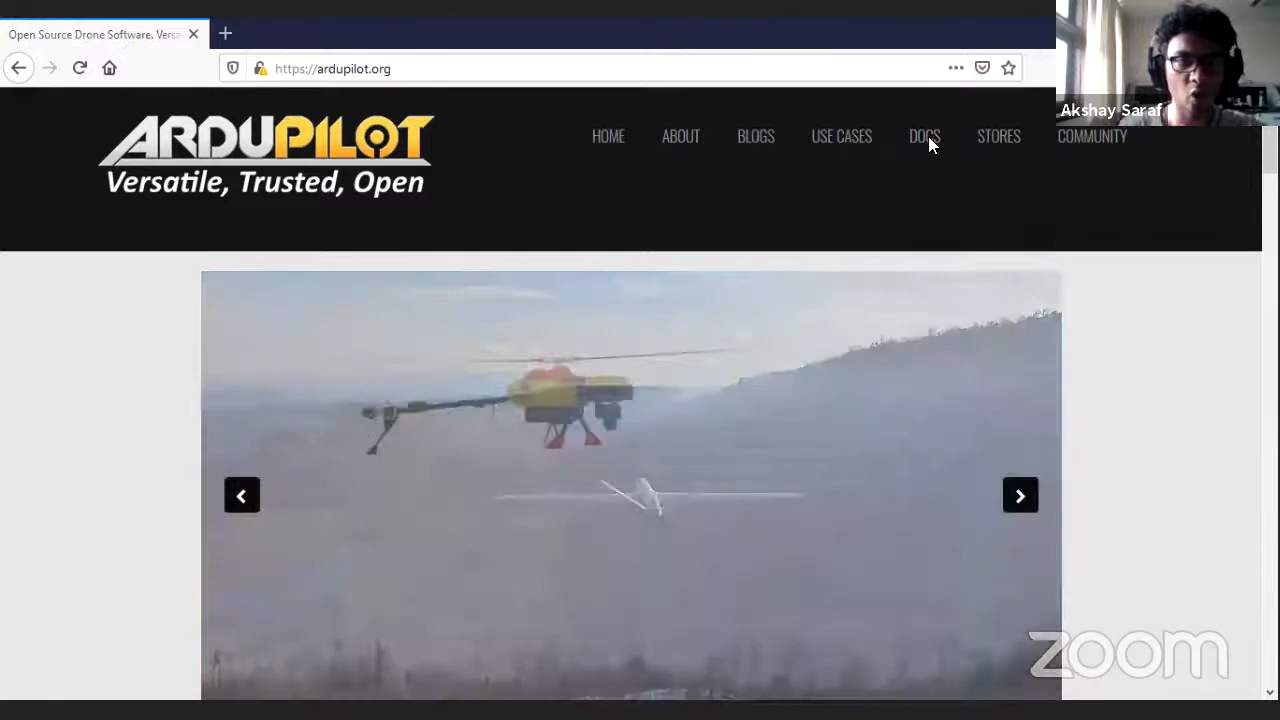 Open Source Drone Software. Versa
https://ardupilot.org
Akshay Saraf
ARDUPILOT
Versatile, Trusted, Open
HOME ABOUT BLOGS USE CASES DOCS STORES COMMUNITY
zoom